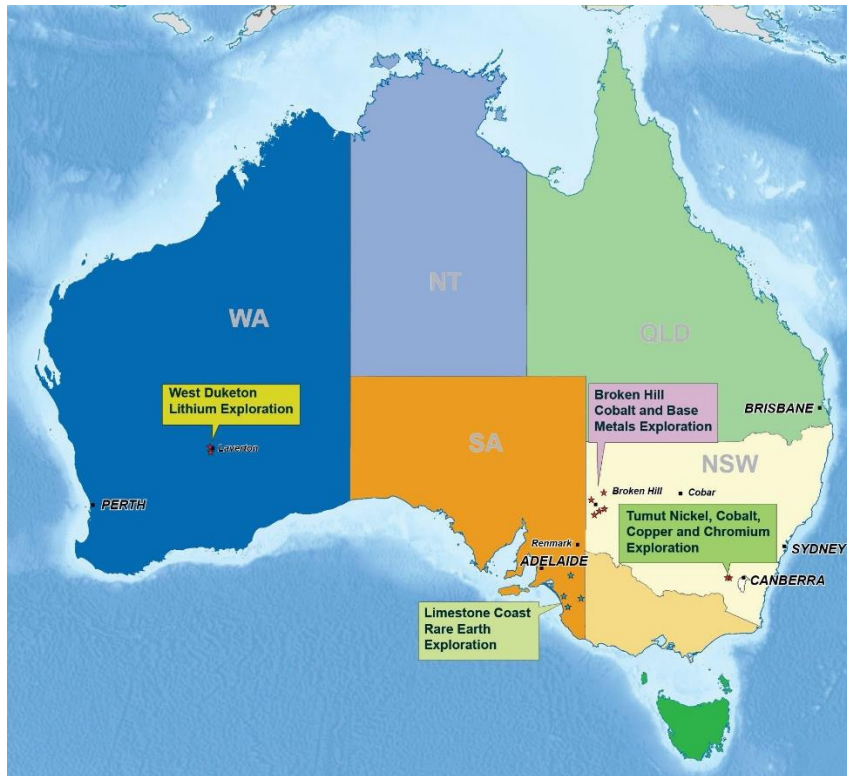 NT
WA
QLD
West Duketon
Lithium Exploration
Broken Hill
Cobalt and Base
Metals Exploration
BRISBANE
Laverton
SA
NSW
Broken Hill
Cobar
PERTH
Tumut Nickel, Cobalt,
Copper and Chromium
Exploration
Renmark
SYDNEY
ADELAIDE
CANBERRA
Limestone Coast
Rare Earth
Exploration